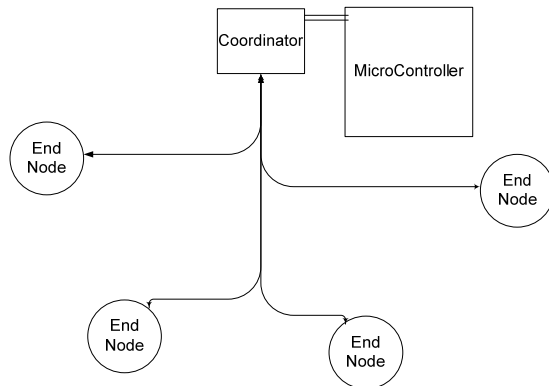 Coordinator
MicroController
End
Node
End
Node
End
Node
End
Node